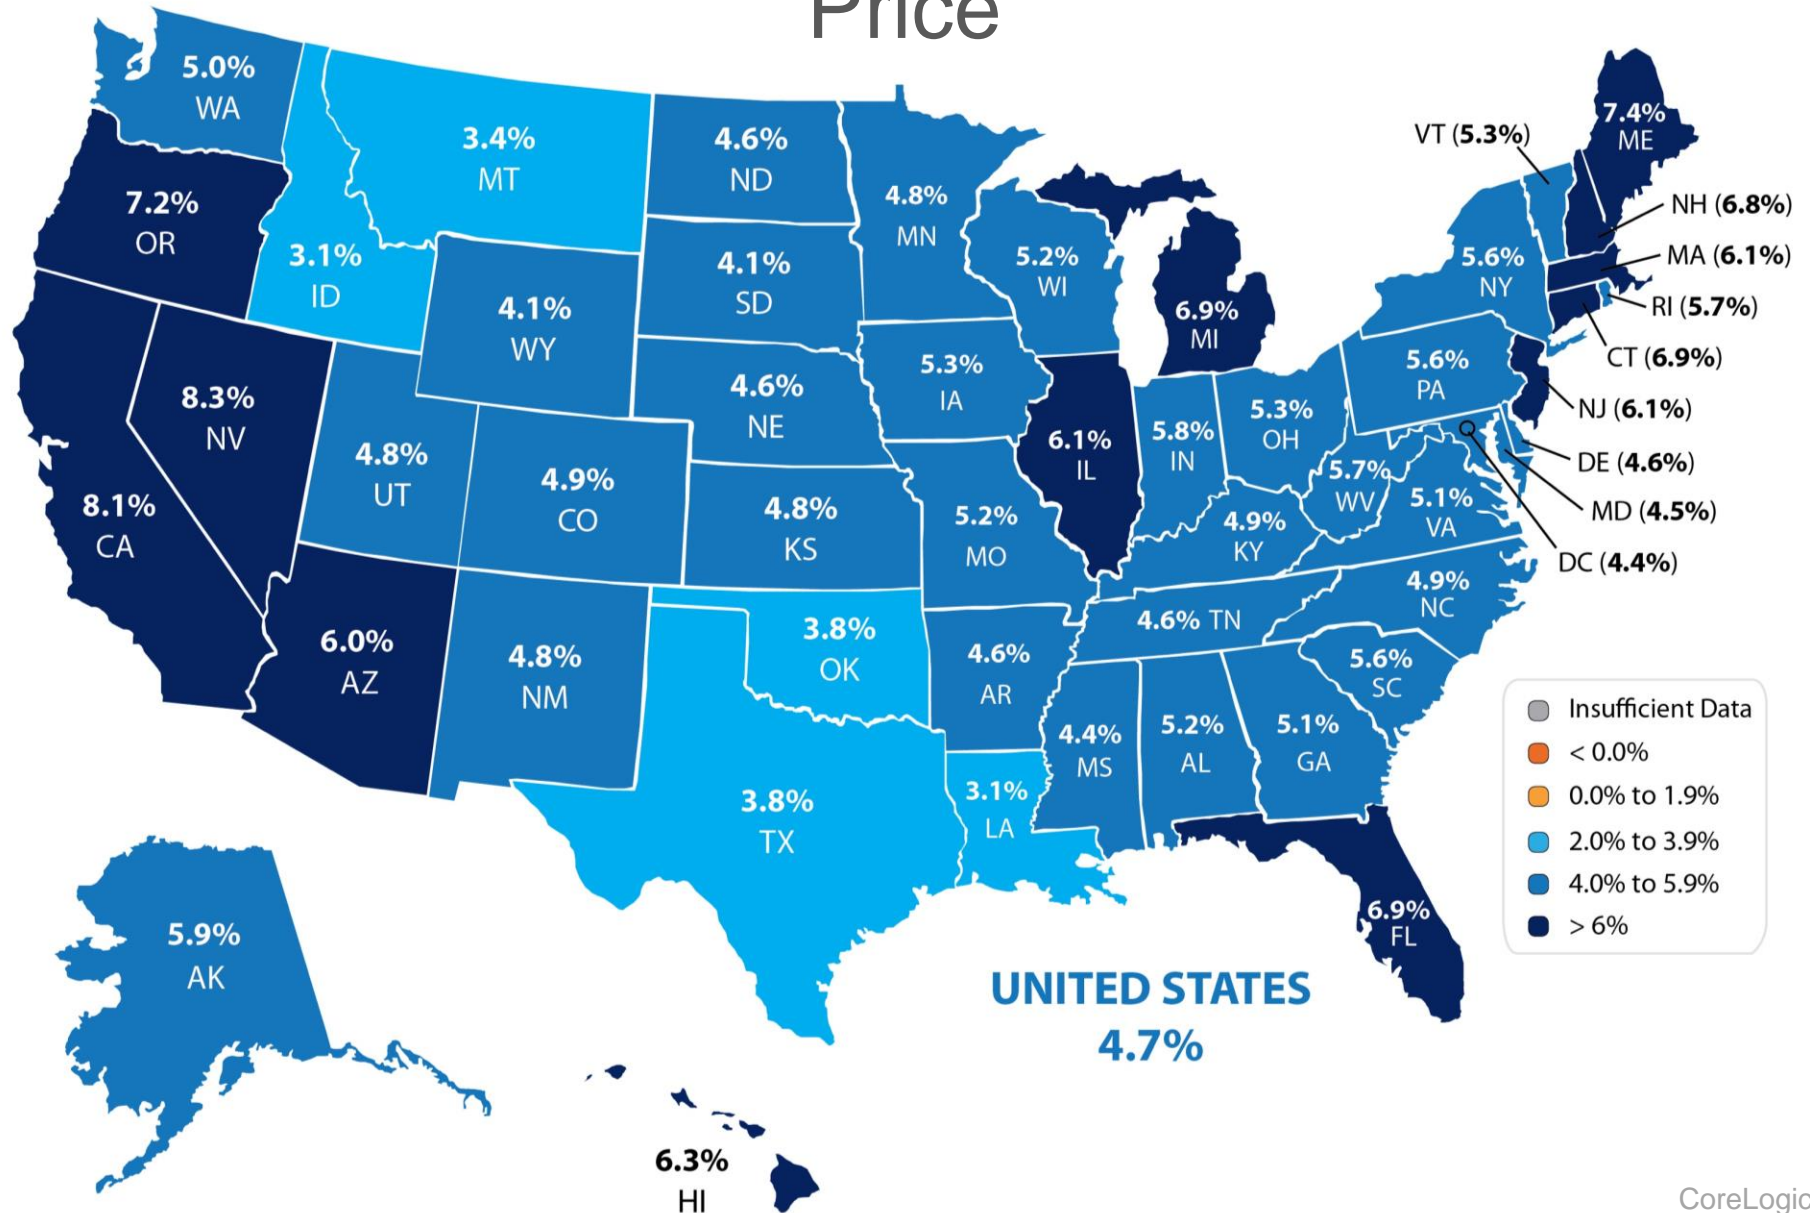 Price
5.0%
WA
7.2%
OR
8.1%
CA
8.3%
NV
3.1%
ID
3.4%
MT
4.1%
WY
4.8%
UT
4.9%
CO
6.0%
AZ
4.8%
NM
4.6%
ND
4.1%
SD
4.6%
NE
4.8%
KS
3.8%
OK
3.8%
TX
4.8%
MN
5.3%
IA
5.2%
MO
4.6%
AR
3.1%
LA
5.2%
WI
6.1%
IL
6.9%
MI
5.8%
IN
5.3%
OH
4.9%
KY
4.6% TN
4.4%
MS
5.2%
AL
5.1%
GA
6.9%
FL
5.6%
SC
4.9%
NC
5.1%
VA
5.7%
WV
5.6%
PA
5.6%
NY
VT (5.3%)
7.4%
ME
NH (6.8%)
MA (6.1%)
RI (5.7%)
CT (6.9%)
NJ (6.1%)
DE (4.6%)
MD (4.5%)
DC (4.4%)
5.9%
AK
6.3%
HI
UNITED STATES
4.7%
Insufficient Data
< 0.0%
0.0% to 1.9%
2.0% to 3.9%
4.0% to 5.9%
> 6%
CoreLogic